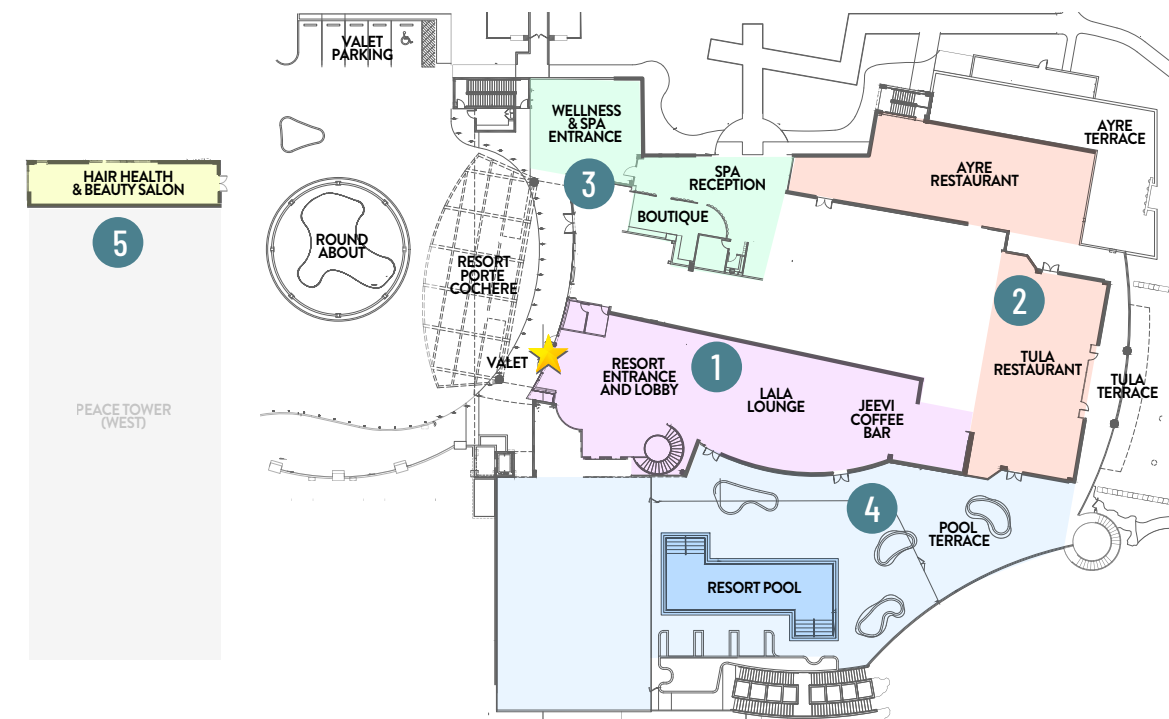 VALET
PARKING
WELLNESS
& SPA
ENTRANCE
AYRE
TERRACE
HAIR HEALTH
& BEAUTY SALON
3
SPA
RECEPTION
AYRE
RESTAURANT
BOUTIQUE
5
ROUND
ABOUT
RESORT
PORTE
COCHERE
2
VALET
RESORT
ENTRANCE
AND LOBBY
1
LALA
LOUNGE
JEEVI
COFFEE
BAR
TULA
RESTAURANT
TULA
TERRACE
PEACE TOWER
(WEST)
4
POOL
TERRACE
RESORT POOL